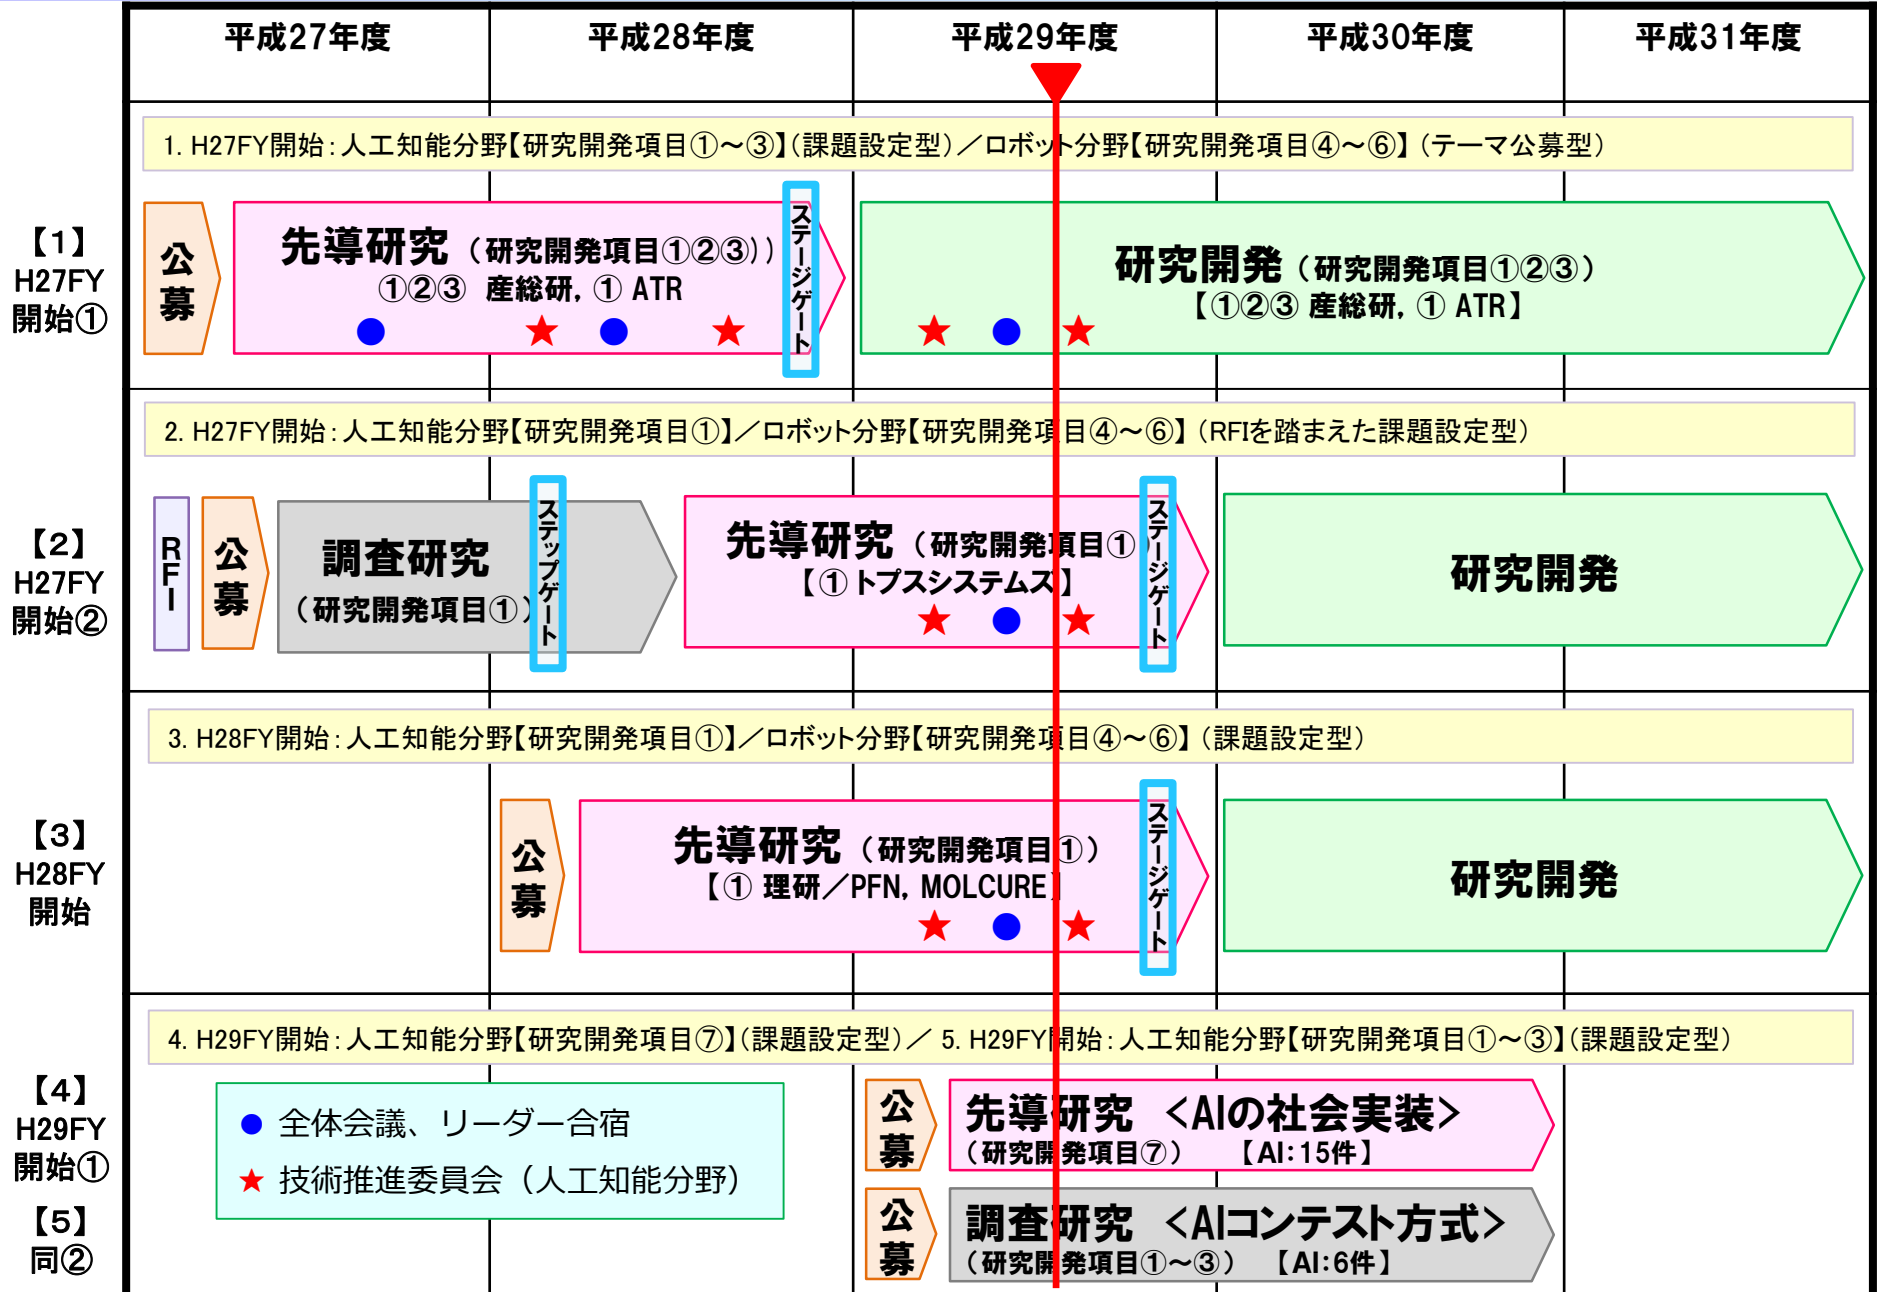 平成27年度
平成28年度
平成29年度
平成30年度
平成31年度
1. H27FY開始：人工知能分野【研究開発項目①～③】（課題設定型）／ロボット分野【研究開発項目④～⑥】（テーマ公募型）
【1】
H27FY
開始①
公募
先導研究（研究開発項目①②③））
①②③ 産総研, ① ATR
ステージゲート
研究開発（研究開発項目①②③）
【①②③ 産総研, ① ATR】
2. H27FY開始：人工知能分野【研究開発項目①】／ロボット分野【研究開発項目④～⑥】（RFIを踏まえた課題設定型）
【2】
H27FY
開始②
RFI
公募
調査研究
（研究開発項目①）
ステップゲート
先導研究（研究開発項目①）
【① トプスシステムズ】
ステージゲート
研究開発
3. H28FY開始：人工知能分野【研究開発項目①】／ロボット分野【研究開発項目④～⑥】（課題設定型）
【3】
H28FY
開始
公募
先導研究（研究開発項目①）
【① 理研／PFN, MOLCURE】
ステージゲート
研究開発
4. H29FY開始：人工知能分野【研究開発項目⑦】（課題設定型）／ 5. H29FY開始：人工知能分野【研究開発項目①～③】（課題設定型）
【4】
H29FY
開始①
● 全体会議、リーダー合宿
★ 技術推進委員会（人工知能分野）
公募
先導研究 ＜AIの社会実装＞
（研究開発項目⑦） 【AI：15件】
【5】
同②
公募
調査研究 ＜AIコンテスト方式＞
（研究開発項目①～③） 【AI：6件】